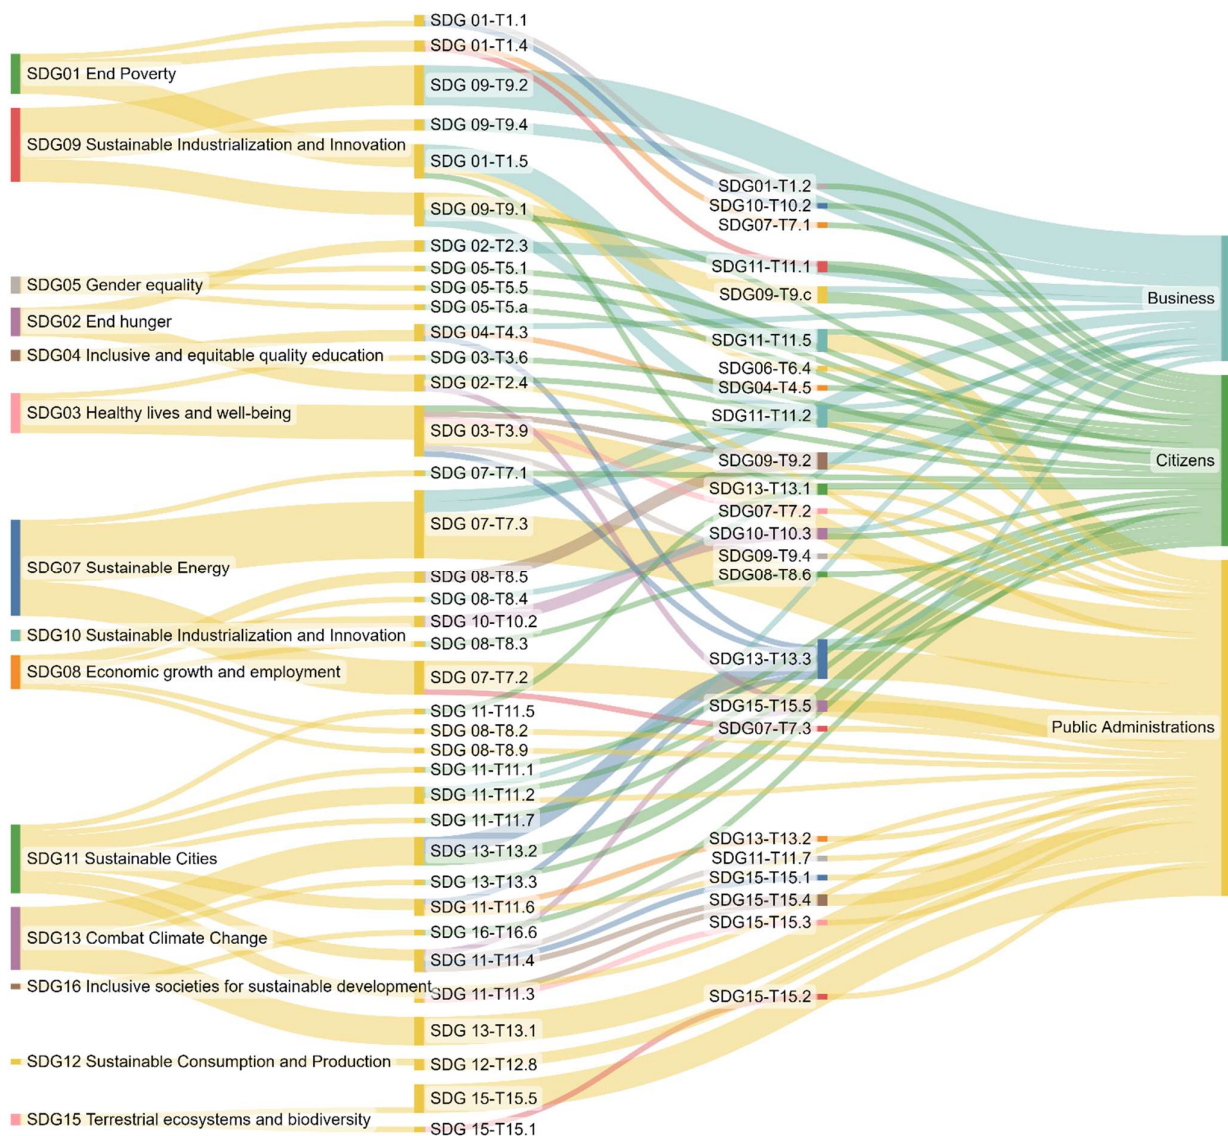 SDG01 End Poverty
SDG09 Sustainable Industrialization and Innovation
SDG05 Gender equality
SDG02 End hunger
SDG04 Inclusive and equitable quality education
SDG03 Healthy lives and well-being
SDG07 Sustainable Energy
SDG10 Sustainable Industrialization and Innovation
SDG08 Economic growth and employment
SDG11 Sustainable Cities
SDG13 Combat Climate Change
SDG16 Inclusive societies for sustainable development
SDG12 Sustainable Consumption and Production
SDG15 Terrestrial ecosystems and biodiversity
SDG 01-T1.1
SDG 01-T1.4
SDG 09-T9.2
SDG 09-T9.4
SDG 01-T1.5
SDG 09-T9.1
SDG 02-T2.3
SDG 05-T5.1
SDG 05-T5.5
SDG 05-T5.a
SDG 04-T4.3
SDG 03-T3.6
SDG 02-T2.4
SDG 03-T3.9
SDG 07-T7.1
SDG 07-T7.3
SDG 08-T8.5
SDG 08-T8.4
SDG 10-T10.2
SDG 08-T8.3
SDG 07-T7.2
SDG 11-T11.5
SDG 08-T8.2
SDG 08-T8.9
SDG 11-T11.1
SDG 11-T11.2
SDG 11-T11.7
SDG 13-T13.2
SDG 13-T13.3
SDG 11-T11.6
SDG 16-T16.6
SDG 11-T11.4
SDG 11-T11.3
SDG 13-T13.1
SDG 12-T12.8
SDG 15-T15.5
SDG 15-T15.1
SDG01-T1.2
SDG10-T10.2
SDG07-T7.1
SDG11-T11.1
SDG09-T9.c
SDG11-T11.5
SDG06-T6.4
SDG04-T4.5
SDG11-T11.2
SDG09-T9.2
SDG13-T13.1
SDG07-T7.2
SDG10-T10.3
SDG09-T9.4
SDG08-T8.6
SDG13-T13.3
SDG15-T15.5
SDG07-T7.3
SDG13-T13.2
SDG11-T11.7
SDG15-T15.1
SDG15-T15.4
SDG15-T15.3
SDG15-T15.2
Business
Citizens
Public Administrations